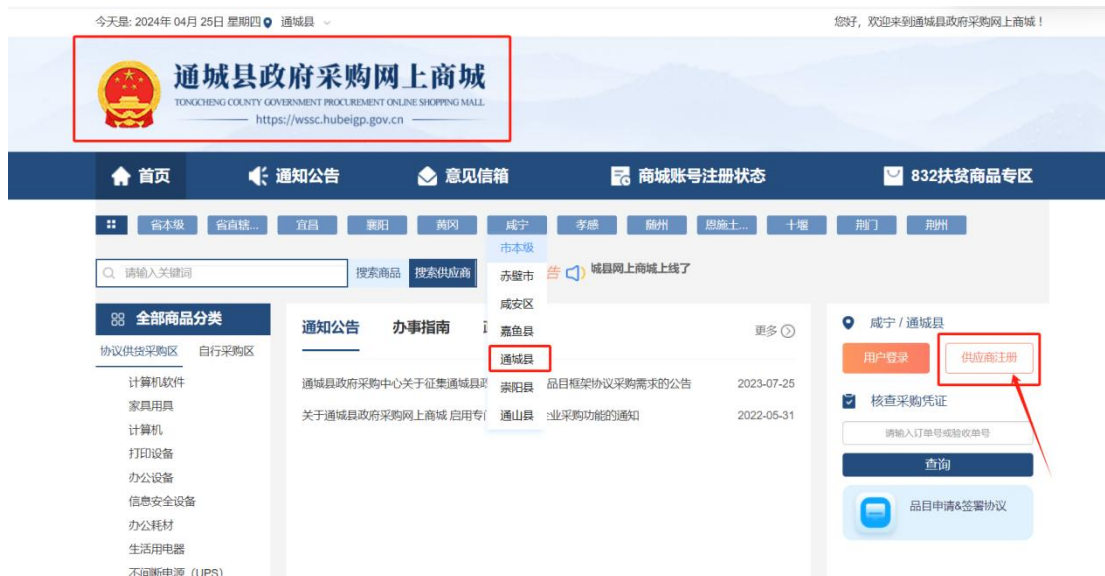 今天是: 2024年 04月 25日 星期四 通城县
您好，欢迎来到通城县政府采购网上商城！
通城县政府采购网上商城
TONGCHENG COUNTY GOVERNMENT PROCUREMENT ONLINE SHOPPING MALL
https://wssc.hubeigp.gov.cn
首页 通知公告 意见信箱 商城账号注册状态 832扶贫商品专区
省本级 省直辖... 宜昌 襄阳 黄冈 咸宁 孝感 随州 恩施土... 十堰 荆门 荆州
市本级
赤壁市
咸安区
嘉鱼县
通城县
崇阳县
通山县
请输入关键词 搜索商品 搜索供应商 告 城县网上商城上线了
全部商品分类
协议供货采购区 自行采购区
计算机软件
家具用具
计算机
打印设备
办公设备
信息安全设备
办公耗材
生活用电器
不间断电源（UPS）
通知公告 办事指南 更多
通城县政府采购中心关于征集通城县 品目框架协议采购需求的公告 2023-07-25
关于通城县政府采购网上商城 启用专 业采购功能的通知 2022-05-31
咸宁 / 通城县
用户登录 供应商注册
核查采购凭证
请输入订单号或验收单号
查询
品目申请&签署协议